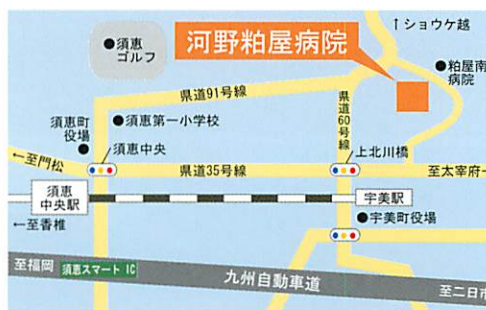 ↑ショウケ越
須恵
ゴルフ
河野粕屋病院
粕屋南
病院
県道91号線
県道60号線
須恵町
役場
須恵第一小学校
須恵中央
上北川橋
←至門松
県道35号線
至太宰府→
須恵
中央駅
宇美駅
←至香椎
宇美町役場
至福岡
須恵スマート IC
九州自動車道
至二日市